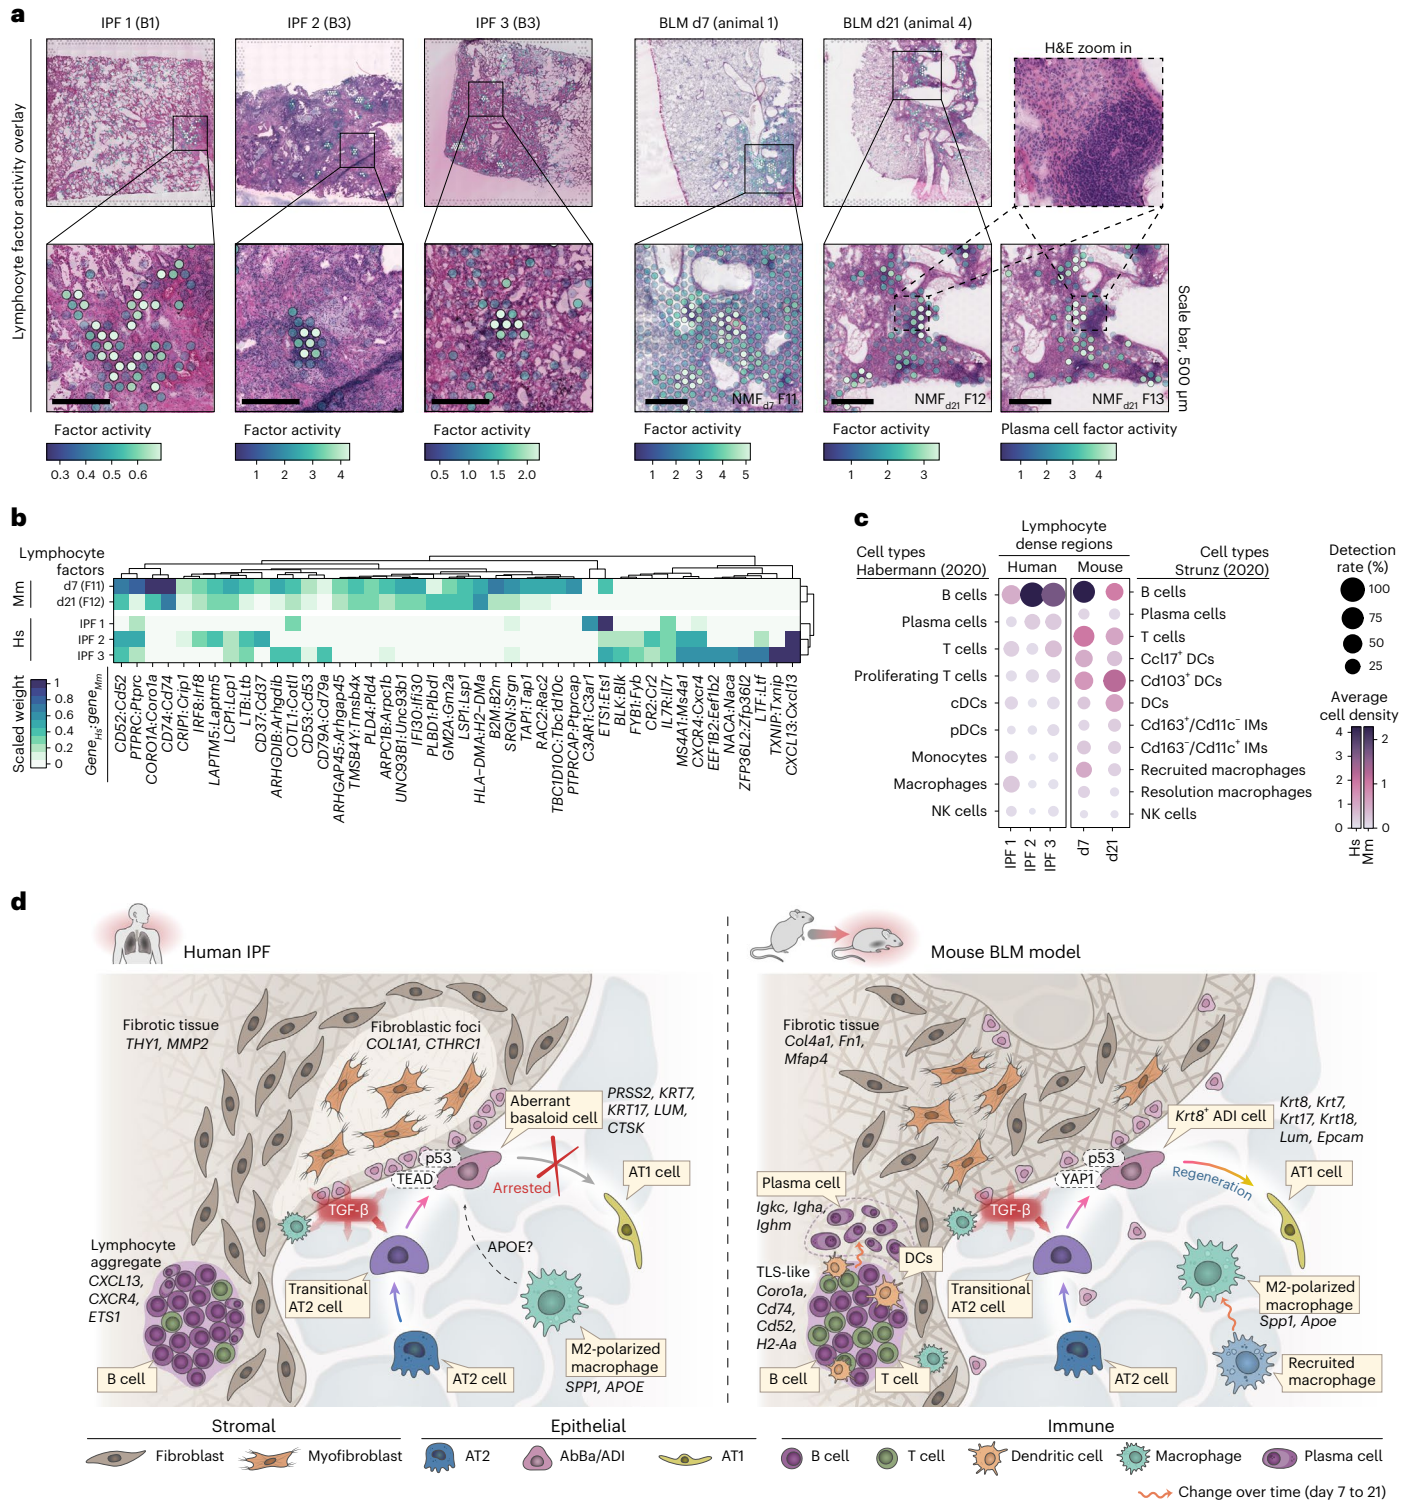 a
IPF 1 (B1)
IPF 2 (B3)
IPF 3 (B3)
BLM d7 (animal 1)
BLM d21 (animal 4)
H&E zoom in
Lymphocyte factor activity overlay
NMFd7 F11
NMFd21 F12
NMFd21 F13
Scale bar, 500 µm
Factor activity
Factor activity
Factor activity
Factor activity
Factor activity
Plasma cell factor activity
0.3 0.4 0.5 0.6
1 2 3 4
0.5 1.0 1.5 2.0
1 2 3 4 5
1 2 3
1 2 3 4
b
Lymphocyte
factors
Mm
d7 (F11)
d21 (F12)
Hs
IPF 1
IPF 2
IPF 3
Scaled weight
1
0.8
0.6
0.4
0.2
0
GeneHs:geneMm
CD52:Cd52
PTPRC:Ptprc
CORO1A:Coro1a
CD74:Cd74
CRIP1:Crip1
IRF8:Irf8
LAPTM5:Laptm5
LCP1:Lcp1
LTB:Ltb
CD37:Cd37
ARHGDIB:Arhgdib
COTL1:Cotl1
CD53:Cd53
CD79A:Cd79a
ARHGAP45:Arhgap45
TMSB4Y:Tmsb4x
PLD4:Pld4
ARPC1B:Arpc1b
UNC93B1:Unc93b1
IFI30:Ifi30
PLBD1:Plbd1
GM2A:Gm2a
LSP1:Lsp1
HLA−DMA:H2−DMa
B2M:B2m
SRGN:Srgn
TAP1:Tap1
RAC2:Rac2
TBC1D10C:Tbc1d10c
PTPRCAP:Ptprcap
C3AR1:C3ar1
ETS1:Ets1
BLK:Blk
FYB1:Fyb
CR2:Cr2
IL7R:Il7r
MS4A1:Ms4a1
CXCR4:Cxcr4
EEF1B2:Eef1b2
NACA:Naca
ZFP36L2:Zfp36l2
LTF:Ltf
TXNIP:Txnip
CXCL13:Cxcl13
c
Lymphocyte
dense regions
Cell types
Habermann (2020)
Human
Mouse
Cell types
Strunz (2020)
B cells
Plasma cells
T cells
Proliferating T cells
cDCs
pDCs
Monocytes
Macrophages
NK cells
B cells
Plasma cells
T cells
Ccl17+ DCs
Cd103+ DCs
DCs
Cd163+/Cd11c− IMs
Cd163−/Cd11c+ IMs
Recruited macrophages
Resolution macrophages
NK cells
IPF 1
IPF 2
IPF 3
d7
d21
Detection
rate (%)
100
75
50
25
Average
cell density
4
3
2
1
0
2
1
0
Hs
Mm
d
Human IPF
Mouse BLM model
Fibrotic tissue
THY1, MMP2
Fibroblastic foci
COL1A1, CTHRC1
Aberrant
basaloid cell
PRSS2, KRT7,
KRT17, LUM,
CTSK
p53
TEAD
Arrested
AT1 cell
TGF-β
APOE?
Lymphocyte
aggregate
CXCL13,
CXCR4,
ETS1
Transitional
AT2 cell
M2-polarized
macrophage
SPP1, APOE
B cell
AT2 cell
Fibrotic tissue
Col4a1, Fn1,
Mfap4
Krt8+ ADI cell
Krt8, Krt7,
Krt17, Krt18,
Lum, Epcam
p53
YAP1
Regeneration
AT1 cell
Plasma cell
Igkc, Igha,
Ighm
TGF-β
DCs
TLS-like
Coro1a,
Cd74,
Cd52,
H2-Aa
Transitional
AT2 cell
M2-polarized
macrophage
Spp1, Apoe
B cell
T cell
AT2 cell
Recruited
macrophage
Stromal
Epithelial
Immune
Fibroblast
Myofibroblast
AT2
AbBa/ADI
AT1
B cell
T cell
Dendritic cell
Macrophage
Plasma cell
Change over time (day 7 to 21)